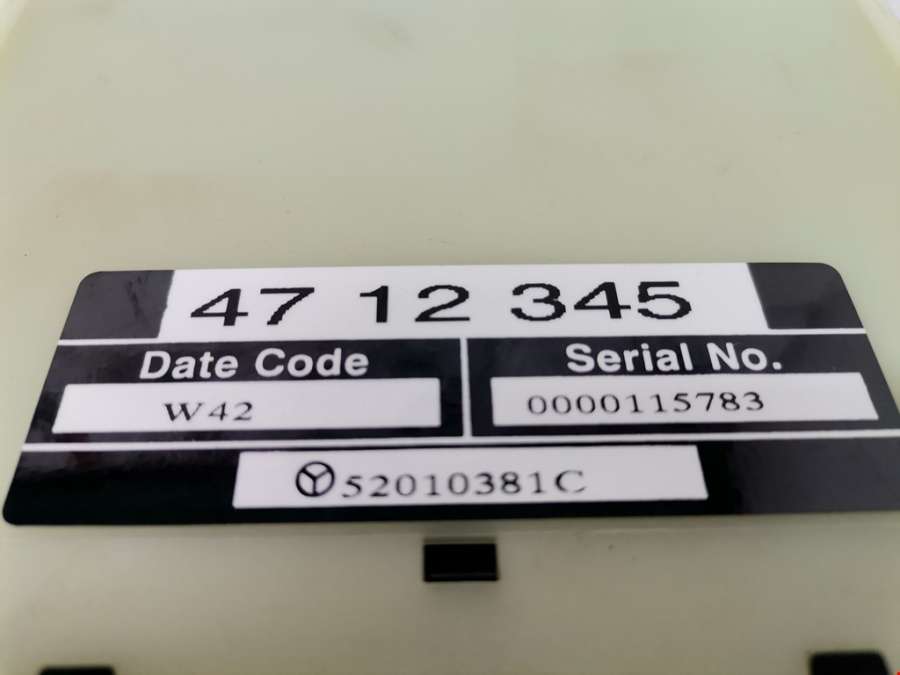 47 12 345
Date Code
Serial No.
W42
0000115783
52010381C